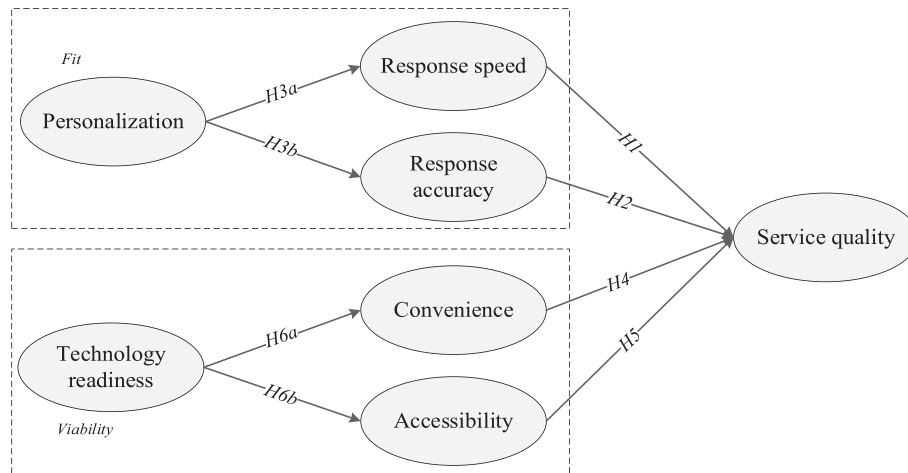 Fit
Personalization
H3a
H3b
Response speed
Response
accuracy
H1
H2
Service quality
Technology
readiness
Viability
H6a
H6b
Convenience
Accessibility
H4
H5